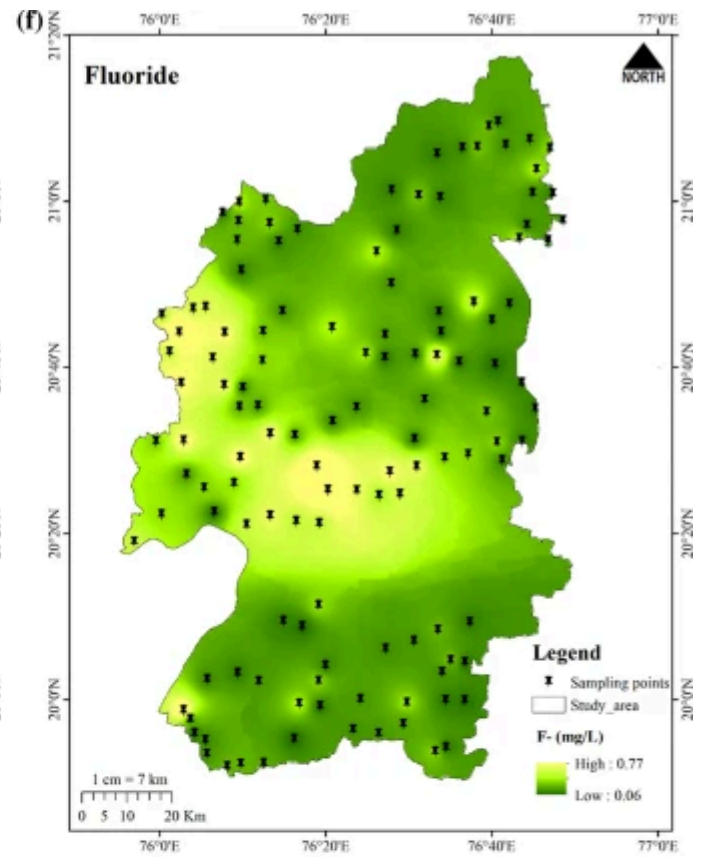 (f)
76°0'E 76°20'E 76°40'E 77°0'E
21°20'N
Fluoride
NORTH
21°0'N 21°0'N
20°40'N 20°40'N
20°20'N 20°20'N
20°0'N 20°0'N
Legend
Sampling points
Study_area
F- (mg/L)
High : 0.77
Low : 0.06
1 cm = 7 km
0 5 10 20 Km
76°0'E 76°20'E 76°40'E 77°0'E